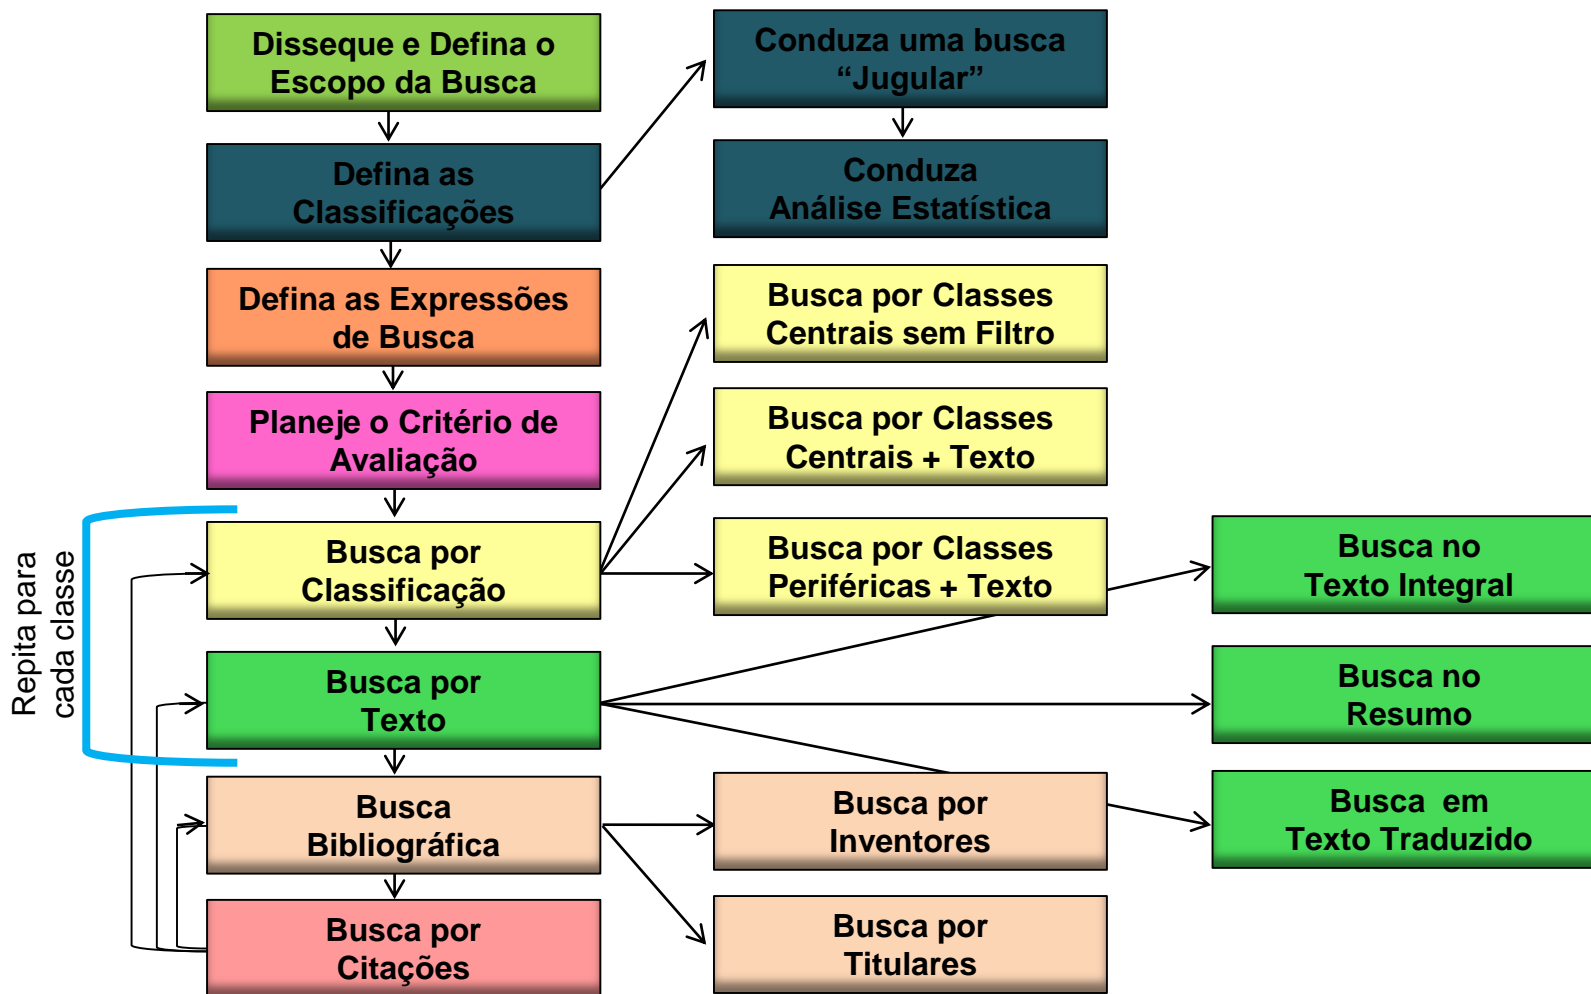 Disseque e Defina o
Escopo da Busca
Conduza uma busca
“Jugular”
Defina as
Classificações
Conduza
Análise Estatística
Defina as Expressões
de Busca
Busca por Classes
Centrais sem Filtro
Planeje o Critério de
Avaliação
Busca por Classes
Centrais + Texto
Repita para
cada classe
Busca por
Classificação
Busca por Classes
Periféricas + Texto
Busca no
Texto Integral
Busca por
Texto
Busca no
Resumo
Busca
Bibliográfica
Busca por
Inventores
Busca em
Texto Traduzido
Busca por
Citações
Busca por
Titulares